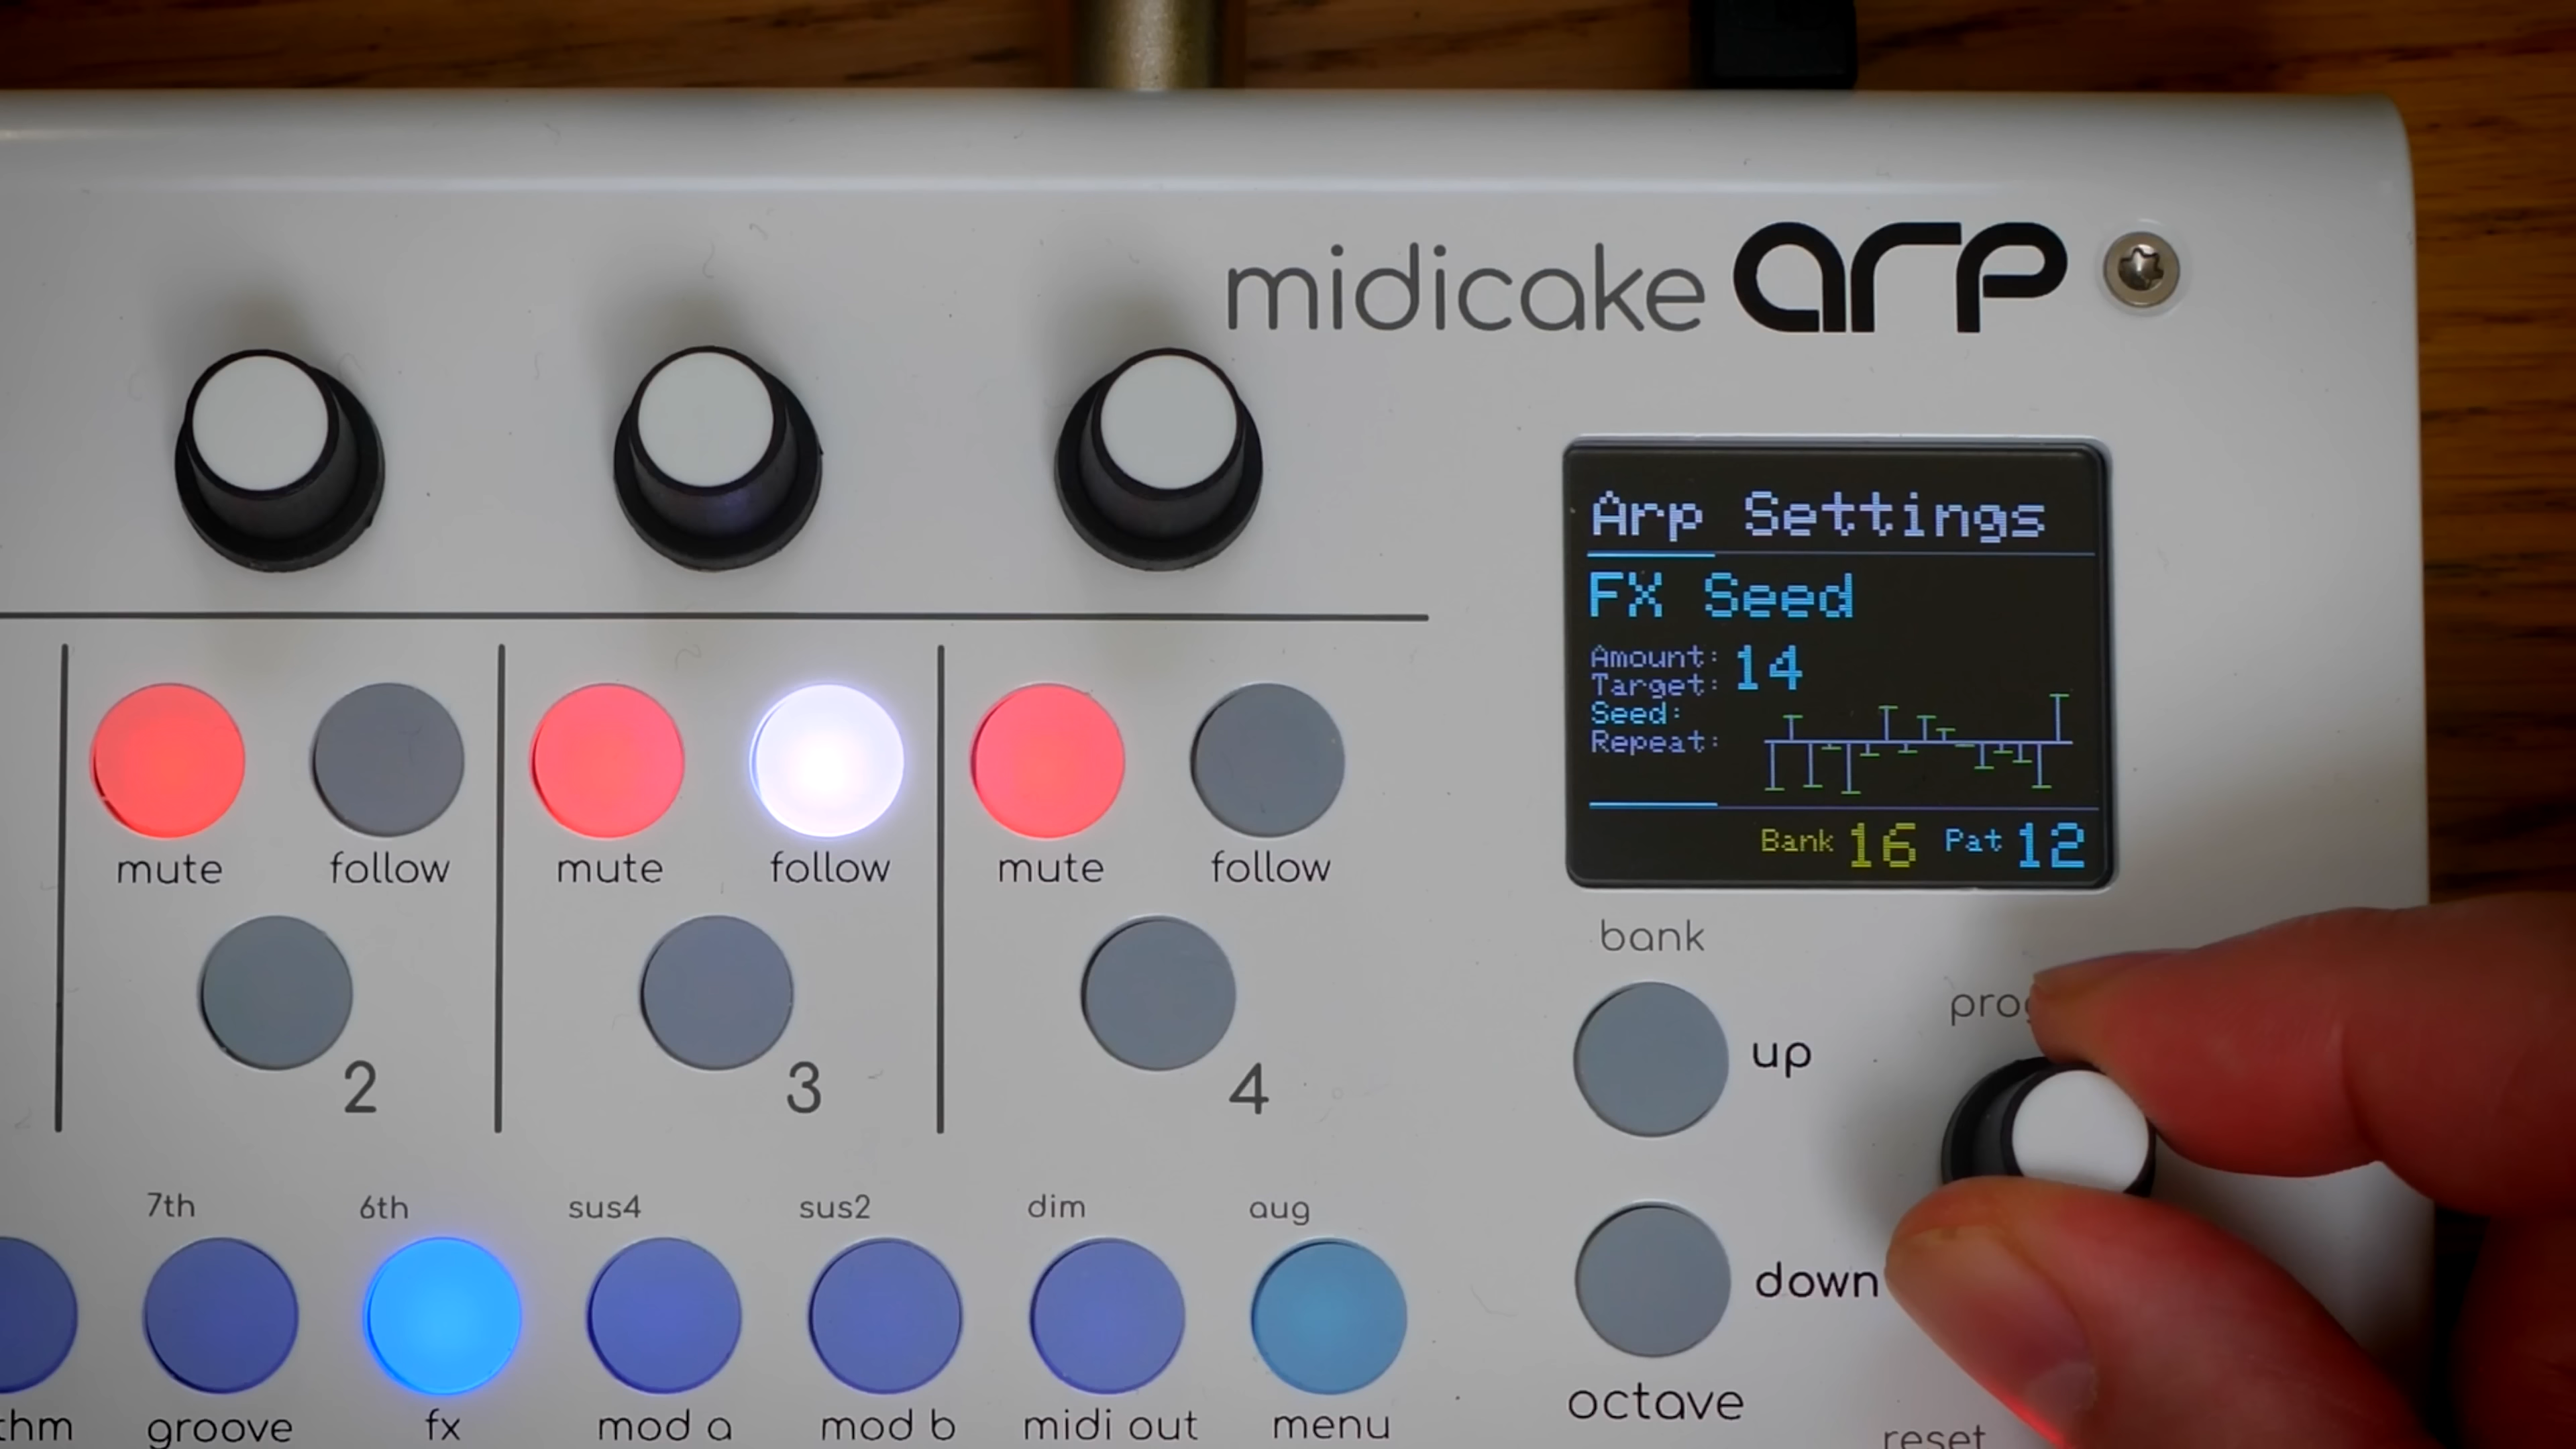 midicake arp
Arp Settings
FX Seed
Amount: 14
Target:
Seed:
Repeat:
Bank 16 Pat 12
mute follow mute follow mute follow
bank
up
2 3 4
7th 6th sus4 sus2 dim aug
down
groove fx mod a mod b midi out menu
octave
reset